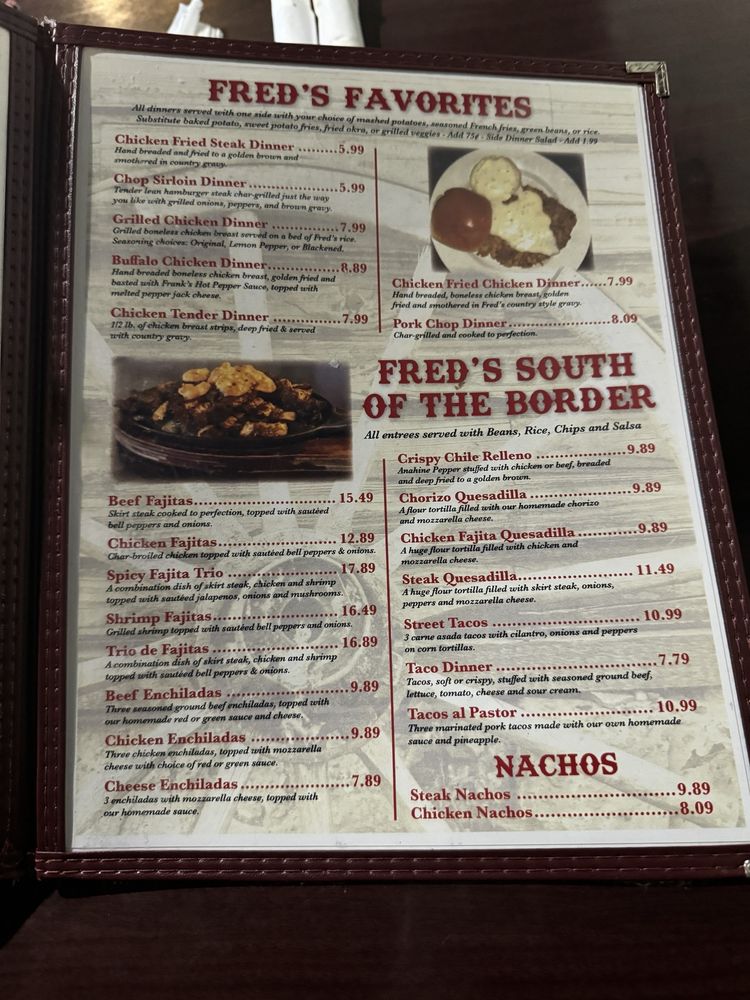 FRED'S FAVORITES
All dinners served with one side with your choice of mashed potatoes, seasoned French fries, green beans, or rice.
Substitute baked potato, sweet potato fries, fried okra, or grilled veggies - Add 75¢ - Side Dinner Salad - Add 1.99
Chicken Fried Steak Dinner .........5.99
Hand breaded and fried to a golden brown and
smothered in country gravy.
Chop Sirloin Dinner.....................5.99
Tender lean hamburger steak char-grilled just the way
you like with grilled onions, peppers, and brown gravy.
Grilled Chicken Dinner ................7.99
Grilled boneless chicken breast served on a bed of Fred's rice.
Seasoning choices: Original, Lemon Pepper, or Blackened.
Buffalo Chicken Dinner.................8.89
Hand breaded boneless chicken breast, golden fried and
basted with Frank's Hot Pepper Sauce, topped with
melted pepper jack cheese.
Chicken Tender Dinner ................7.99
1/2 lb. of chicken breast strips, deep fried & served
with country gravy.
Chicken Fried Chicken Dinner......7.99
Hand breaded, boneless chicken breast, golden
fried and smothered in Fred's country style gravy.
Pork Chop Dinner.......................8.09
Char-grilled and cooked to perfection.
FRED'S SOUTH
OF THE BORDER
All entrees served with Beans, Rice, Chips and Salsa
Beef Fajitas............................ 15.49
Skirt steak cooked to perfection, topped with sautéed
bell peppers and onions.
Chicken Fajitas........................ 12.89
Char-broiled chicken topped with sautéed bell peppers & onions.
Spicy Fajita Trio ......................17.89
A combination dish of skirt steak, chicken and shrimp
topped with sautéed jalapenos, onions and mushrooms.
Shrimp Fajitas.........................16.49
Grilled shrimp topped with sautéed bell peppers and onions.
Trio de Fajitas ........................ 16.89
A combination dish of skirt steak, chicken and shrimp
topped with sautéed bell peppers & onions.
Beef Enchiladas ........................9.89
Three seasoned ground beef enchiladas, topped with
our homemade red or green sauce and cheese.
Chicken Enchiladas ....................9.89
Three chicken enchiladas, topped with mozzarella
cheese with choice of red or green sauce.
Cheese Enchiladas......................7.89
3 enchiladas with mozzarella cheese, topped with
our homemade sauce.
Crispy Chile Relleno ....................9.89
Anahine Pepper stuffed with chicken or beef, breaded
and deep fried to a golden brown.
Chorizo Quesadilla ....................9.89
A flour tortilla filled with our homemade chorizo
and mozzarella cheese.
Chicken Fajita Quesadilla ............9.89
A huge flour tortilla filled with chicken and
mozzarella cheese.
Steak Quesadilla........................ 11.49
A huge flour tortilla filled with skirt steak, onions,
peppers and mozzarella cheese.
Street Tacos ........................... 10.99
3 carne asada tacos with cilantro, onions and peppers
on corn tortillas.
Taco Dinner ...........................7.79
Tacos, soft or crispy, stuffed with seasoned ground beef,
lettuce, tomato, cheese and sour cream.
Tacos al Pastor ........................ 10.99
Three marinated pork tacos made with our own homemade
sauce and pineapple.
NACHOS
Steak Nachos ...........................9.89
Chicken Nachos........................8.09